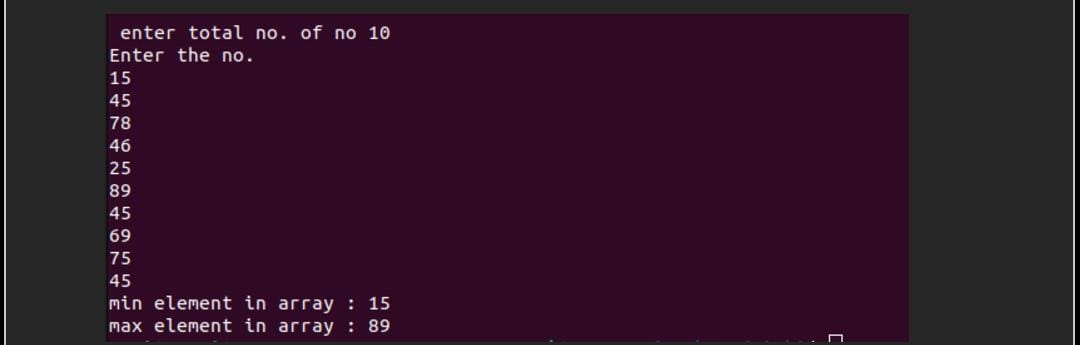 enter total no. of no 10
Enter the no.
15
45
78
46
25
89
45
69
75
45
min element in array : 15
max element in array : 89